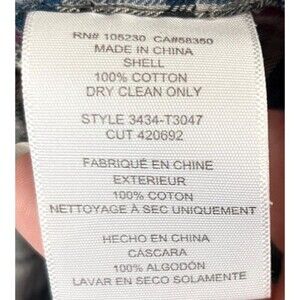 RN# 105230 CA#58350
MADE IN CHINA
SHELL
100% COTTON
DRY CLEAN ONLY
STYLE 3434-T3047
CUT 420692
FABRIQUÉ EN CHINE
EXTERIEUR
100% COTON
NETTOYAGE À SEC UNIQUEMENT
HECHO EN CHINA
CÁSCARA
100% ALGODÓN
LAVAR EN SECO SOLAMENTE